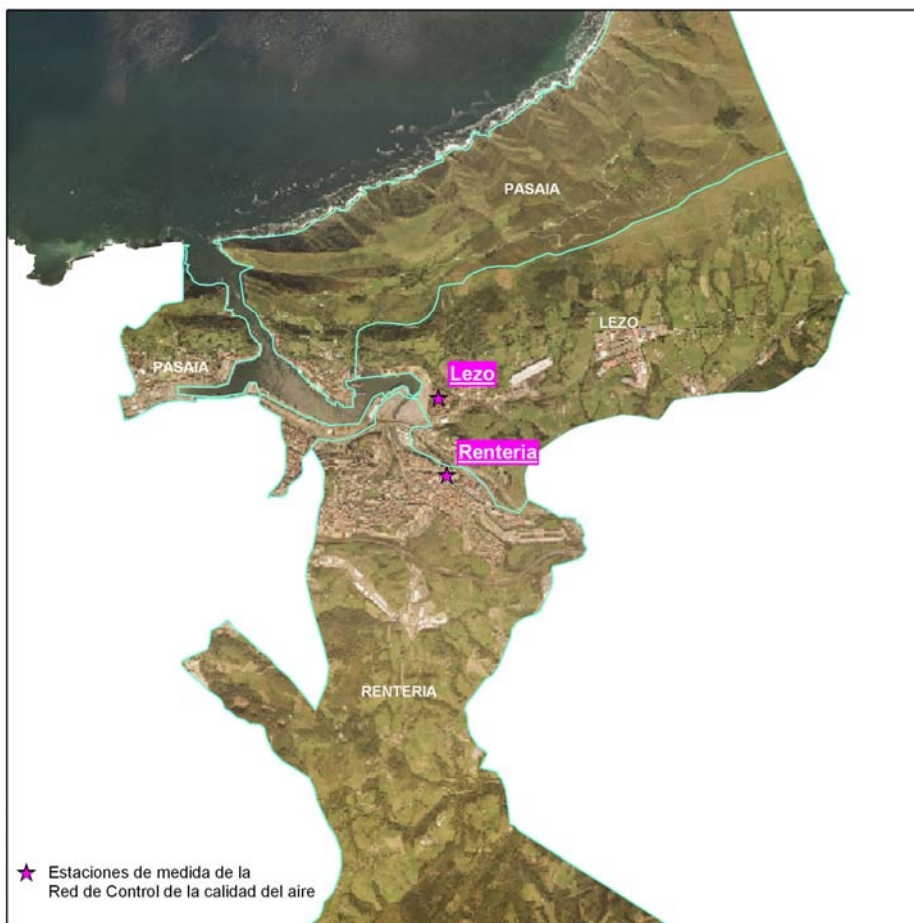 PASAIA
LEZO
PASAIA
Lezo
Renteria
RENTERIA
Estaciones de medida de la
Red de Control de la calidad del aire